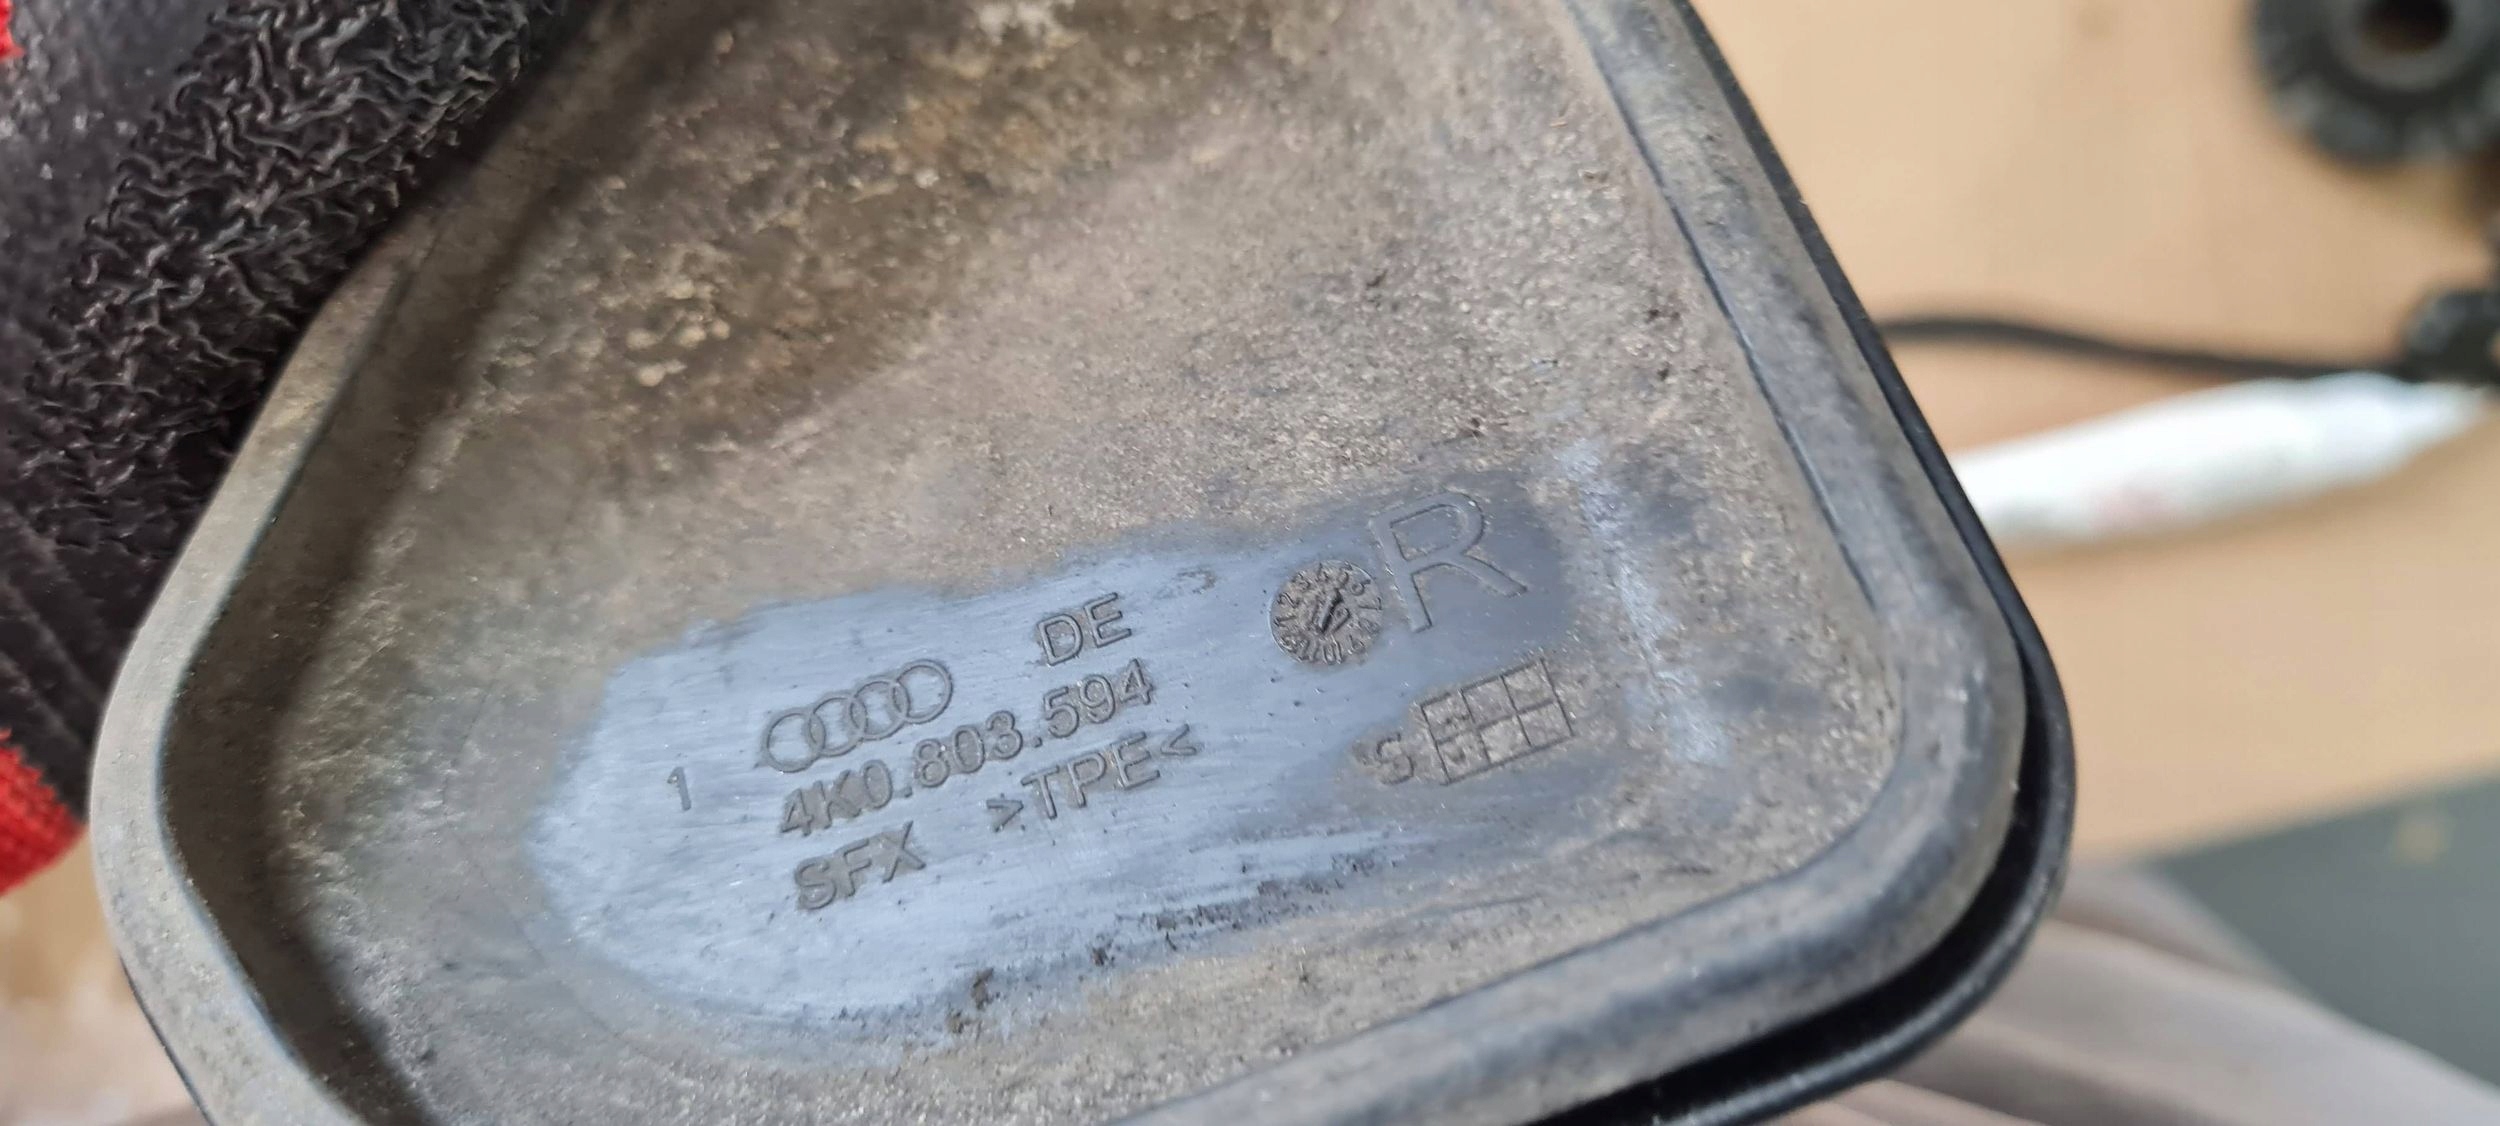 DE
R
1
4K0.803.594
SFX >TPE<
S